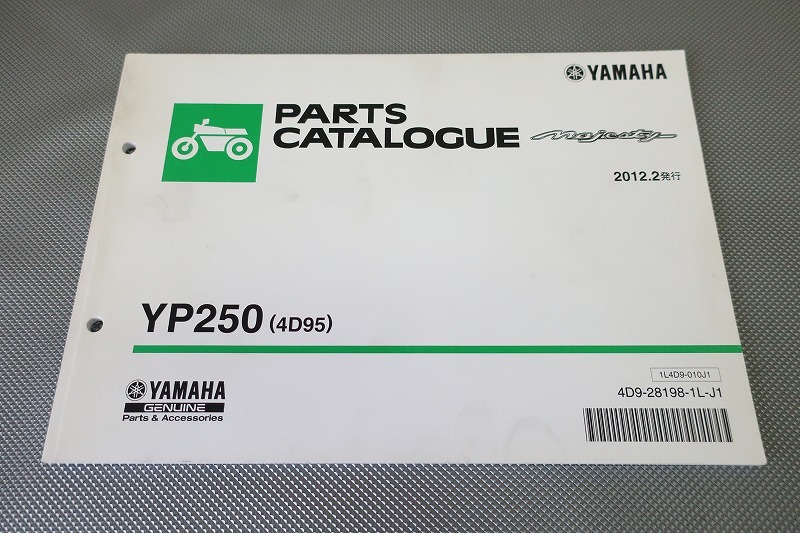 YAMAHA
PARTS
CATALOGUE majesty
2012.2発行
YP250 (4D95)
1L4D9-010J1
4D9-28198-1L-J1
YAMAHA
GENUINE
Parts & Accessories